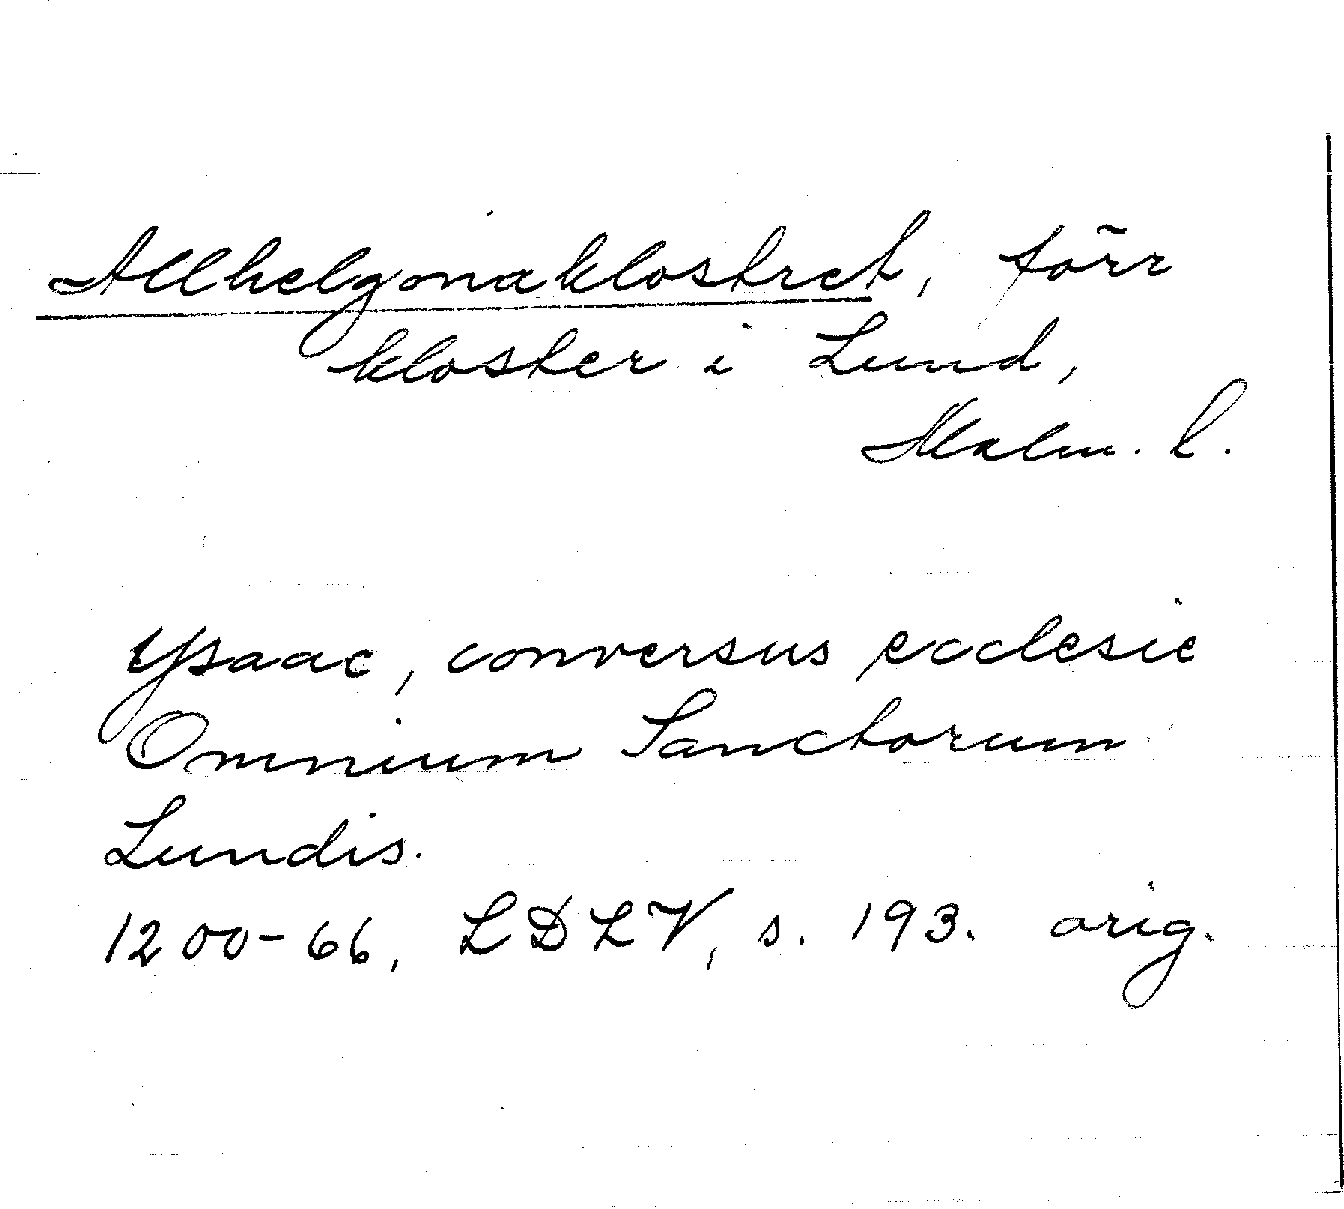 Allhelgonaklostret, förr
kloster i Lund,
Malm. l.
Ysaac, conversus ecclesie
Omnium Sanctorum
Lundis.
1200-66, LDLV, s. 193. orig.